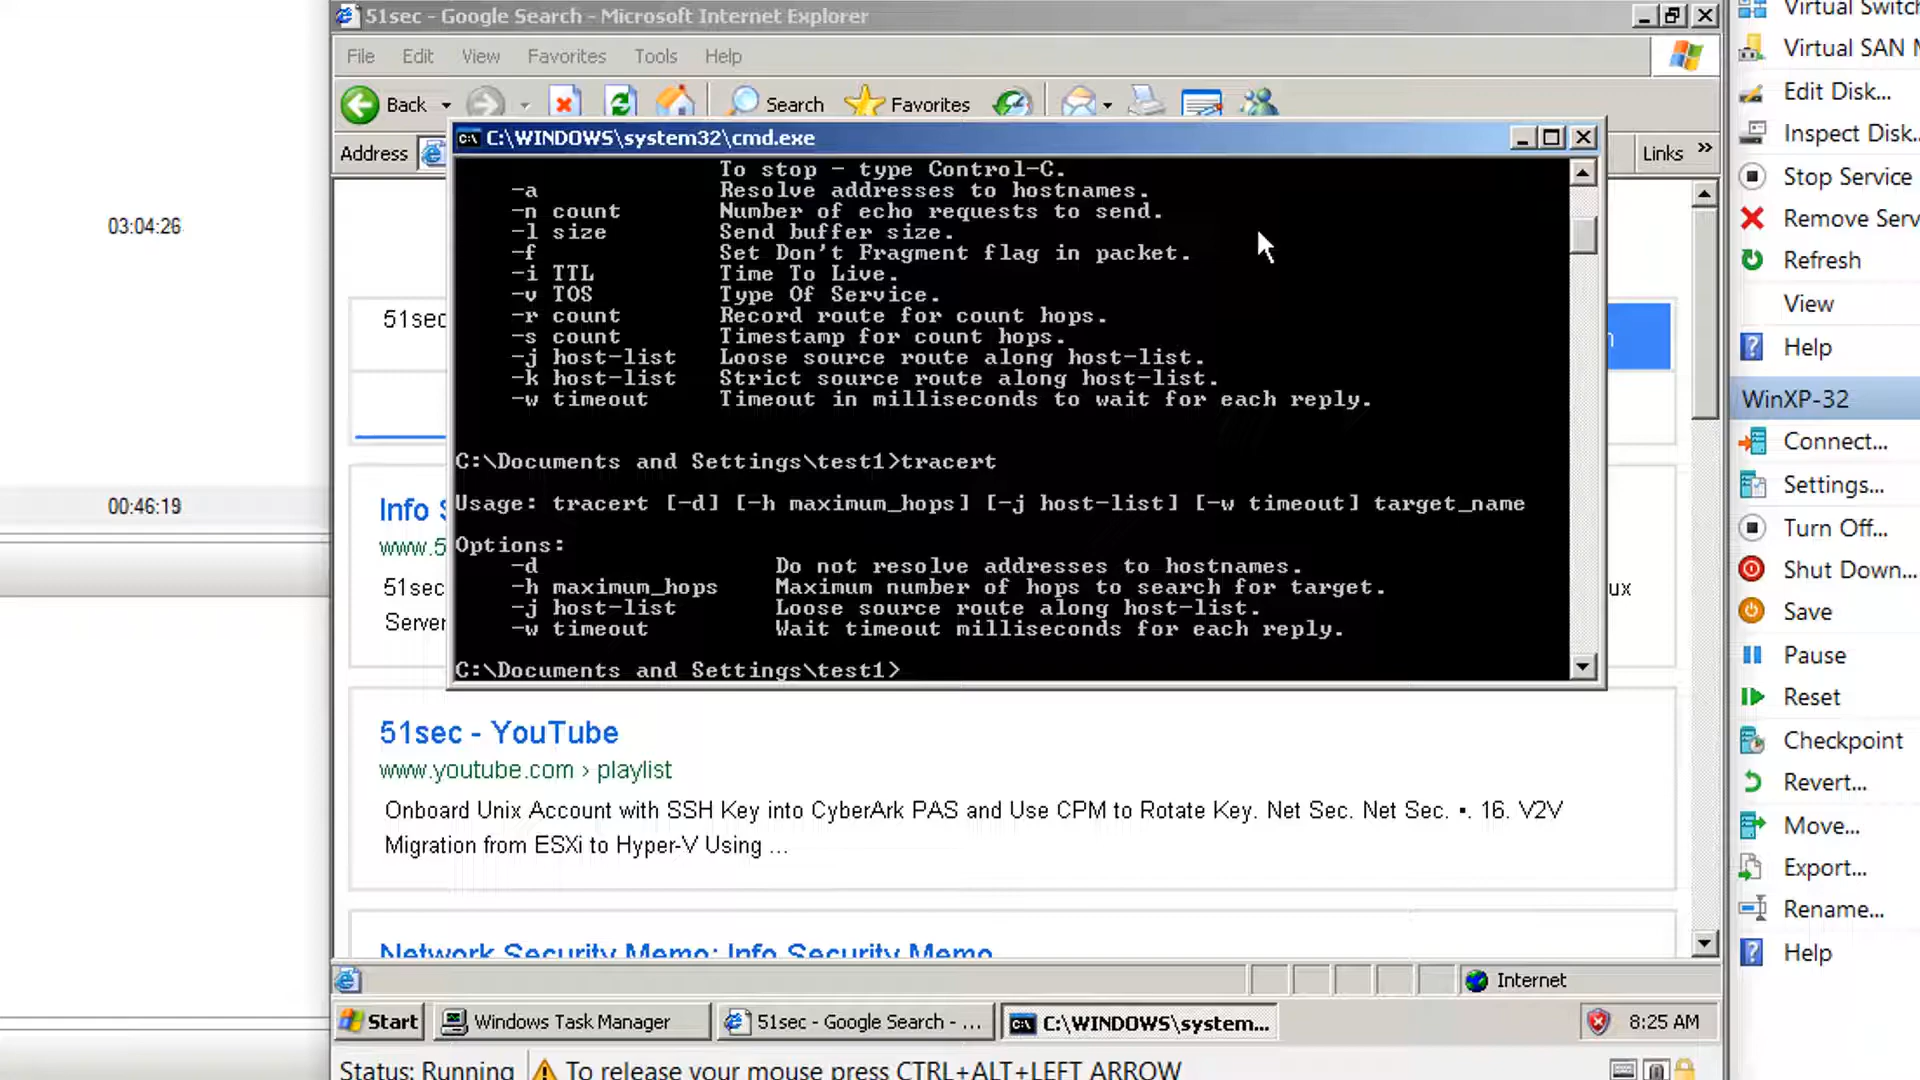 03:04:26
00:46:19
51sec - Google Search - Microsoft Internet Explorer
File Edit View Favorites Tools Help
Back Search Favorites
Address Links »
C:\WINDOWS\system32\cmd.exe
To stop - type Control-C.
-a Resolve addresses to hostnames.
-n count Number of echo requests to send.
-l size Send buffer size.
-f Set Don't Fragment flag in packet.
-i TTL Time To Live.
-v TOS Type Of Service.
-r count Record route for count hops.
-s count Timestamp for count hops.
-j host-list Loose source route along host-list.
-k host-list Strict source route along host-list.
-w timeout Timeout in milliseconds to wait for each reply.
C:\Documents and Settings\test1>tracert
Usage: tracert [-d] [-h maximum_hops] [-j host-list] [-w timeout] target_name
Options:
-d Do not resolve addresses to hostnames.
-h maximum_hops Maximum number of hops to search for target.
-j host-list Loose source route along host-list.
-w timeout Wait timeout milliseconds for each reply.
C:\Documents and Settings\test1>
51sec
Info
www.5
51sec ux
Server
51sec - YouTube
www.youtube.com › playlist
Onboard Unix Account with SSH Key into CyberArk PAS and Use CPM to Rotate Key. Net Sec. Net Sec. •. 16. V2V
Migration from ESXi to Hyper-V Using ...
Network Security Memo: Info Security Memo
Internet
Start Windows Task Manager 51sec - Google Search - ... C:\WINDOWS\system... 8:25 AM
Status: Running To release your mouse press CTRL+ALT+LEFT ARROW
Virtual Switch
Virtual SAN M
Edit Disk...
Inspect Disk..
Stop Service
Remove Serv
Refresh
View
Help
WinXP-32
Connect...
Settings...
Turn Off...
Shut Down...
Save
Pause
Reset
Checkpoint
Revert...
Move...
Export...
Rename...
Help